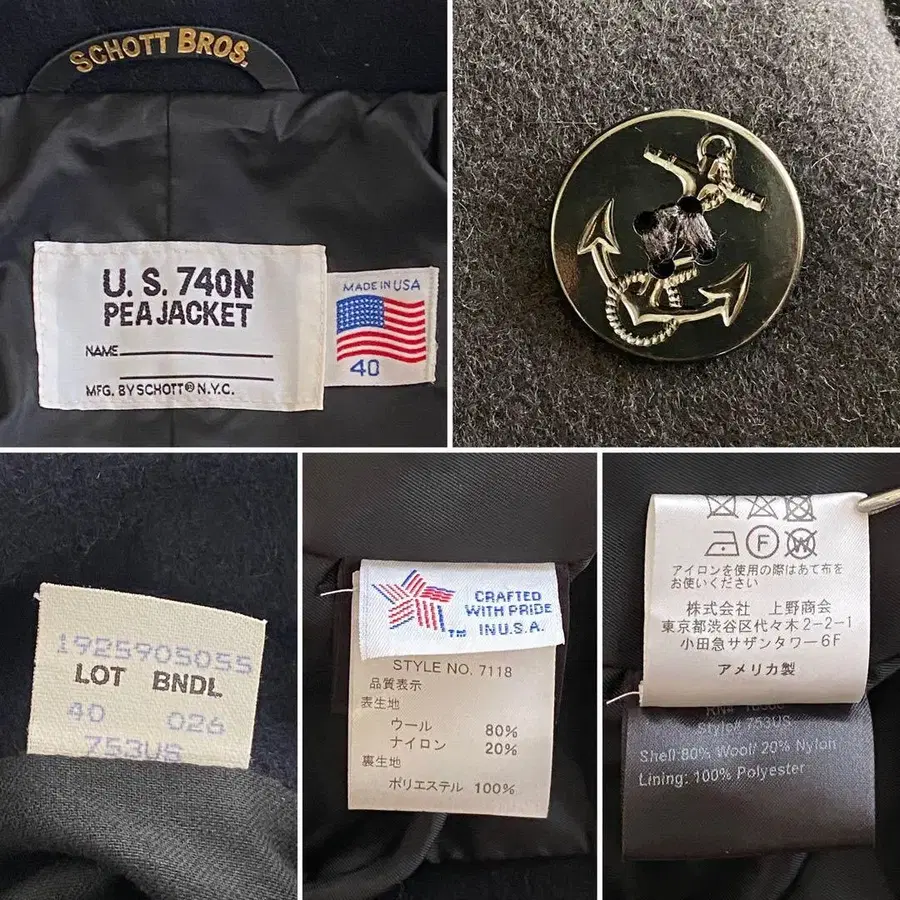 SCHOTT BROS.
U.S. 740N
PEA JACKET
NAME
MFG. BY SCHOTT® N.Y.C.
MADE IN USA
40
1925905055
LOT BNDL
40 026
753US
CRAFTED
WITH PRIDE
IN U.S.A.
TM
STYLE NO. 7118
品質表示
表生地
ウール 80%
ナイロン 20%
裏生地
ポリエステル 100%
F
W
アイロンを使用の際はあて布を
お使いください
株式会社 上野商会
東京都渋谷区代々木2-2-1
小田急サザンタワー6F
アメリカ製
Style# 753US
Shell:80% Wool/ 20% Nylon
Lining: 100% Polyester